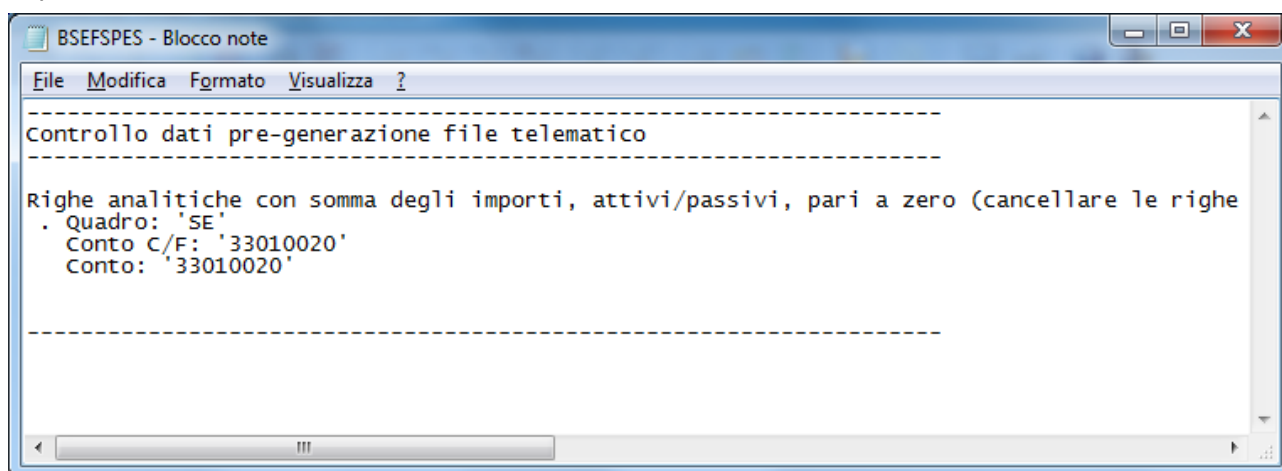 BSEFSPES - Blocco note
File Modifica Formato Visualizza ?
--------------------------------------------------------------------
Controllo dati pre-generazione file telematico
--------------------------------------------------------------------
Righe analitiche con somma degli importi, attivi/passivi, pari a zero (cancellare le righe
. Quadro: 'SE'
Conto C/F: '33010020'
Conto: '33010020'
--------------------------------------------------------------------